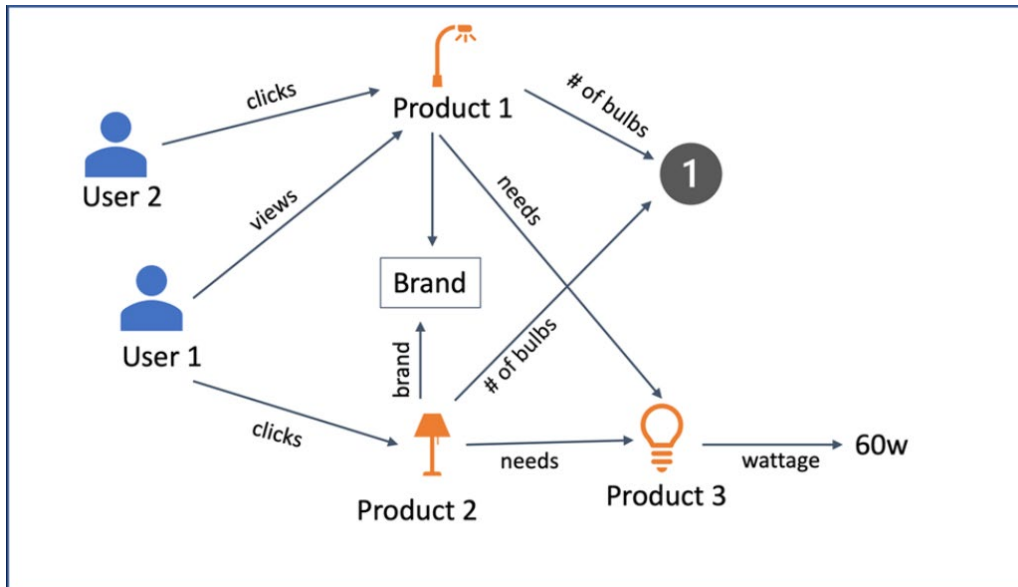 clicks
Product 1
# of bulbs
1
User 2
views
needs
Brand
User 1
brand
# of bulbs
clicks
needs
wattage
60w
Product 2
Product 3